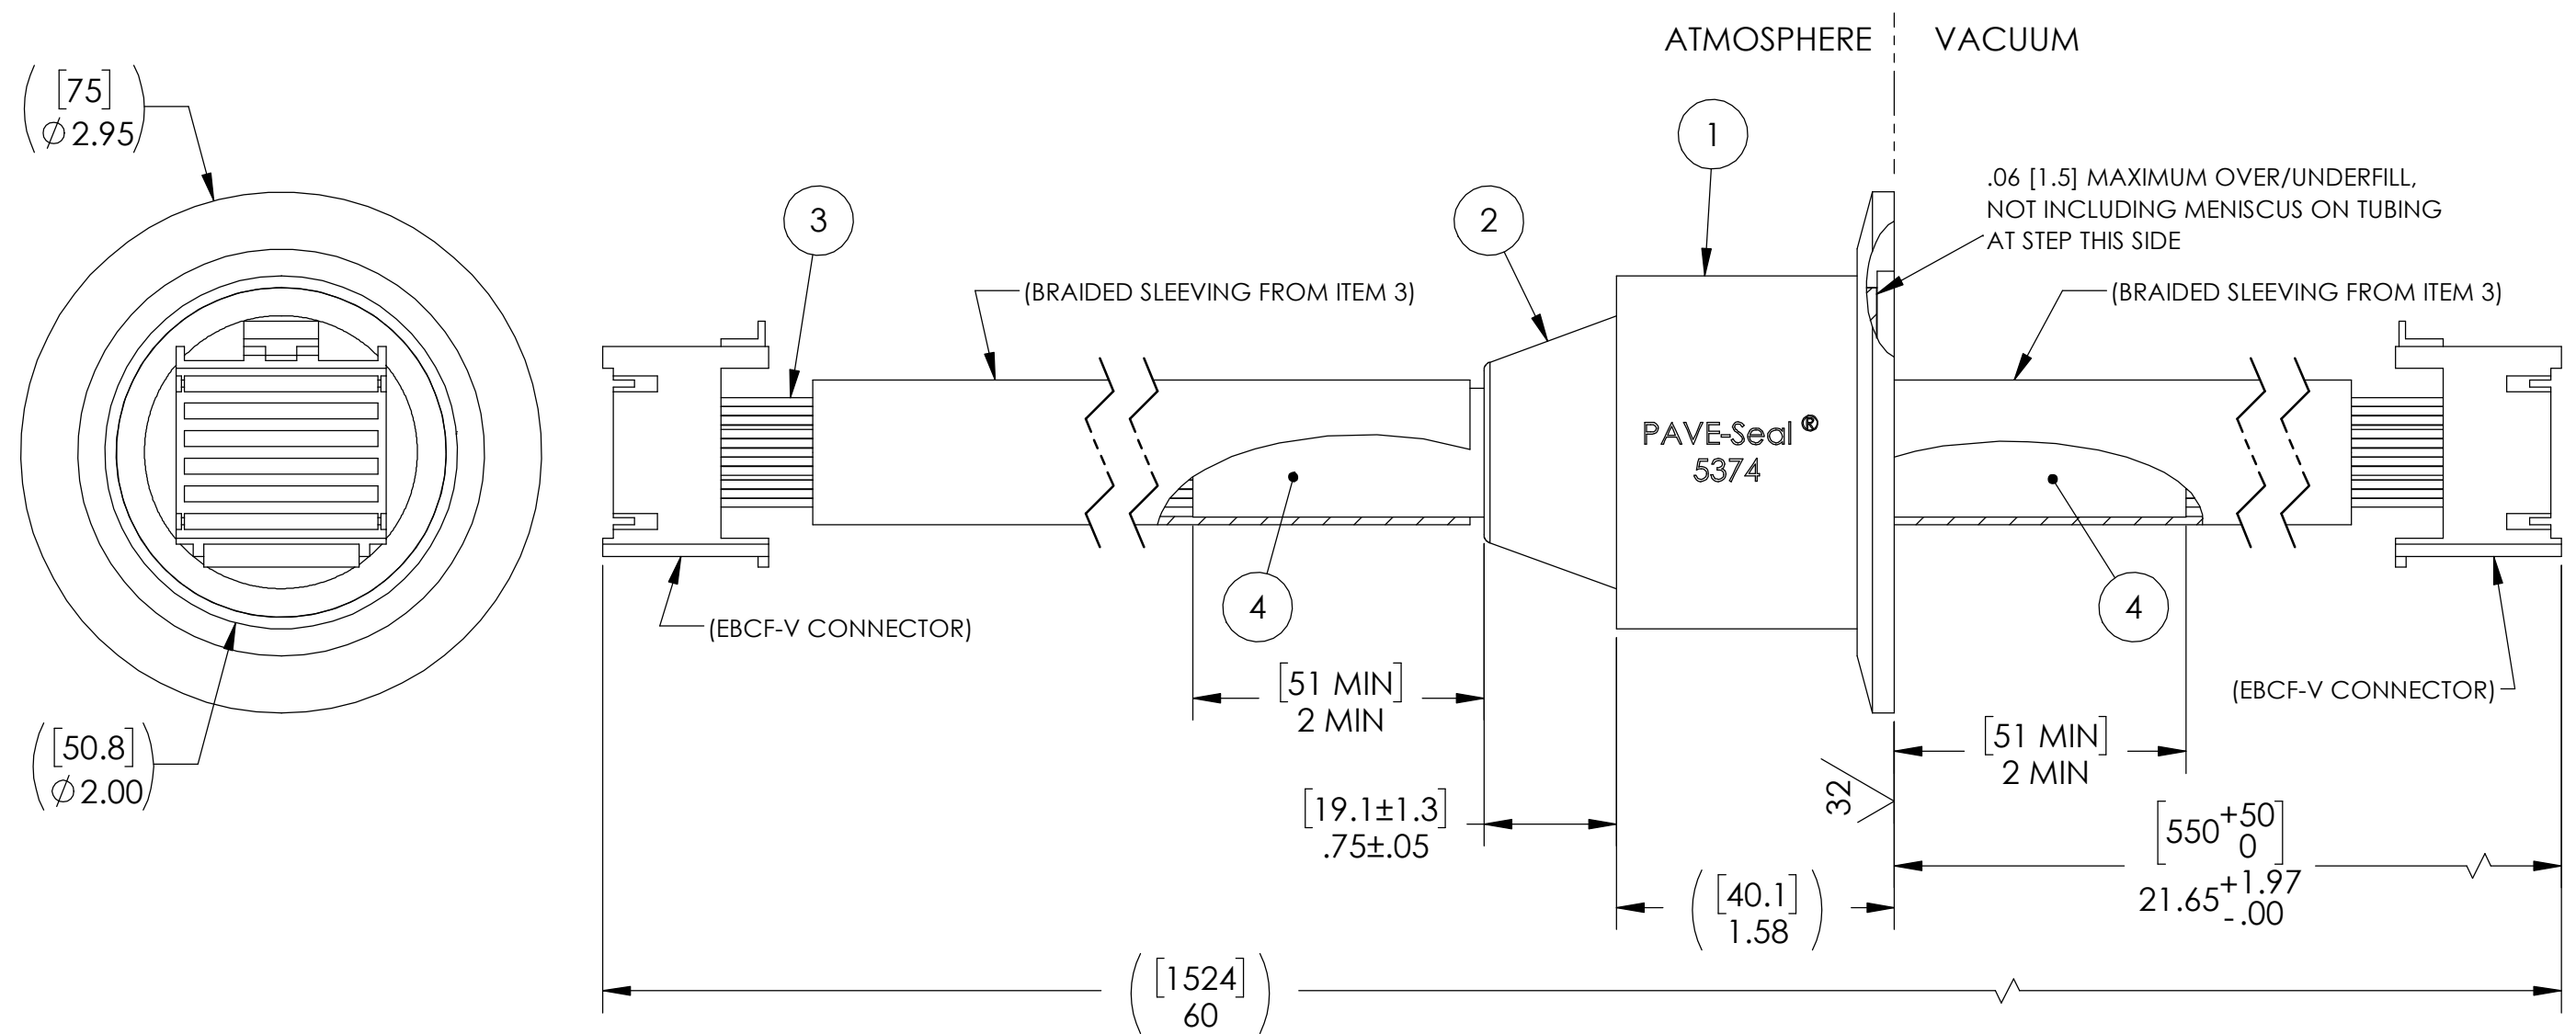 ATMOSPHERE
VACUUM
[75]
(∅2.95)
1
.06 [1.5] MAXIMUM OVER/UNDERFILL,
NOT INCLUDING MENISCUS ON TUBING
AT STEP THIS SIDE
3
2
(BRAIDED SLEEVING FROM ITEM 3)
(BRAIDED SLEEVING FROM ITEM 3)
PAVE-Seal®
5374
4
4
(EBCF-V CONNECTOR)
(EBCF-V CONNECTOR)
[51 MIN]
2 MIN
[51 MIN]
2 MIN
[50.8]
(∅2.00)
[19.1±1.3]
.75±.05
32
[550 +50 0]
21.65 +1.97 -.00
([40.1]
1.58)
([1524]
60)